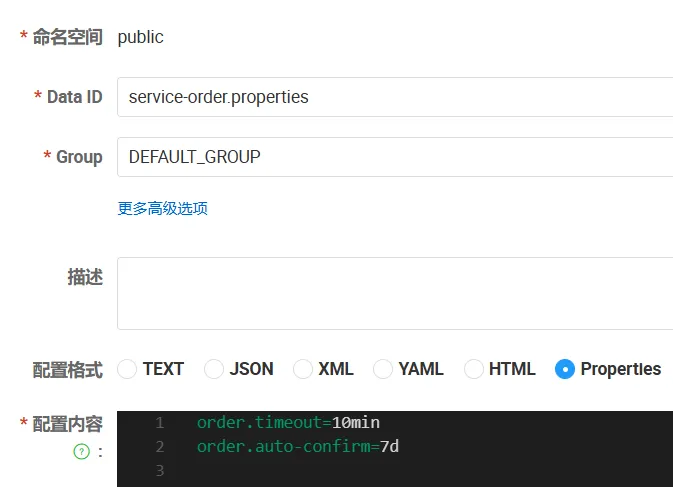 * 命名空间 public
* Data ID service-order.properties
* Group DEFAULT_GROUP
更多高级选项
描述
配置格式 TEXT JSON XML YAML HTML Properties
* 配置内容 1 order.timeout=10min
? : 2 order.auto-confirm=7d
3